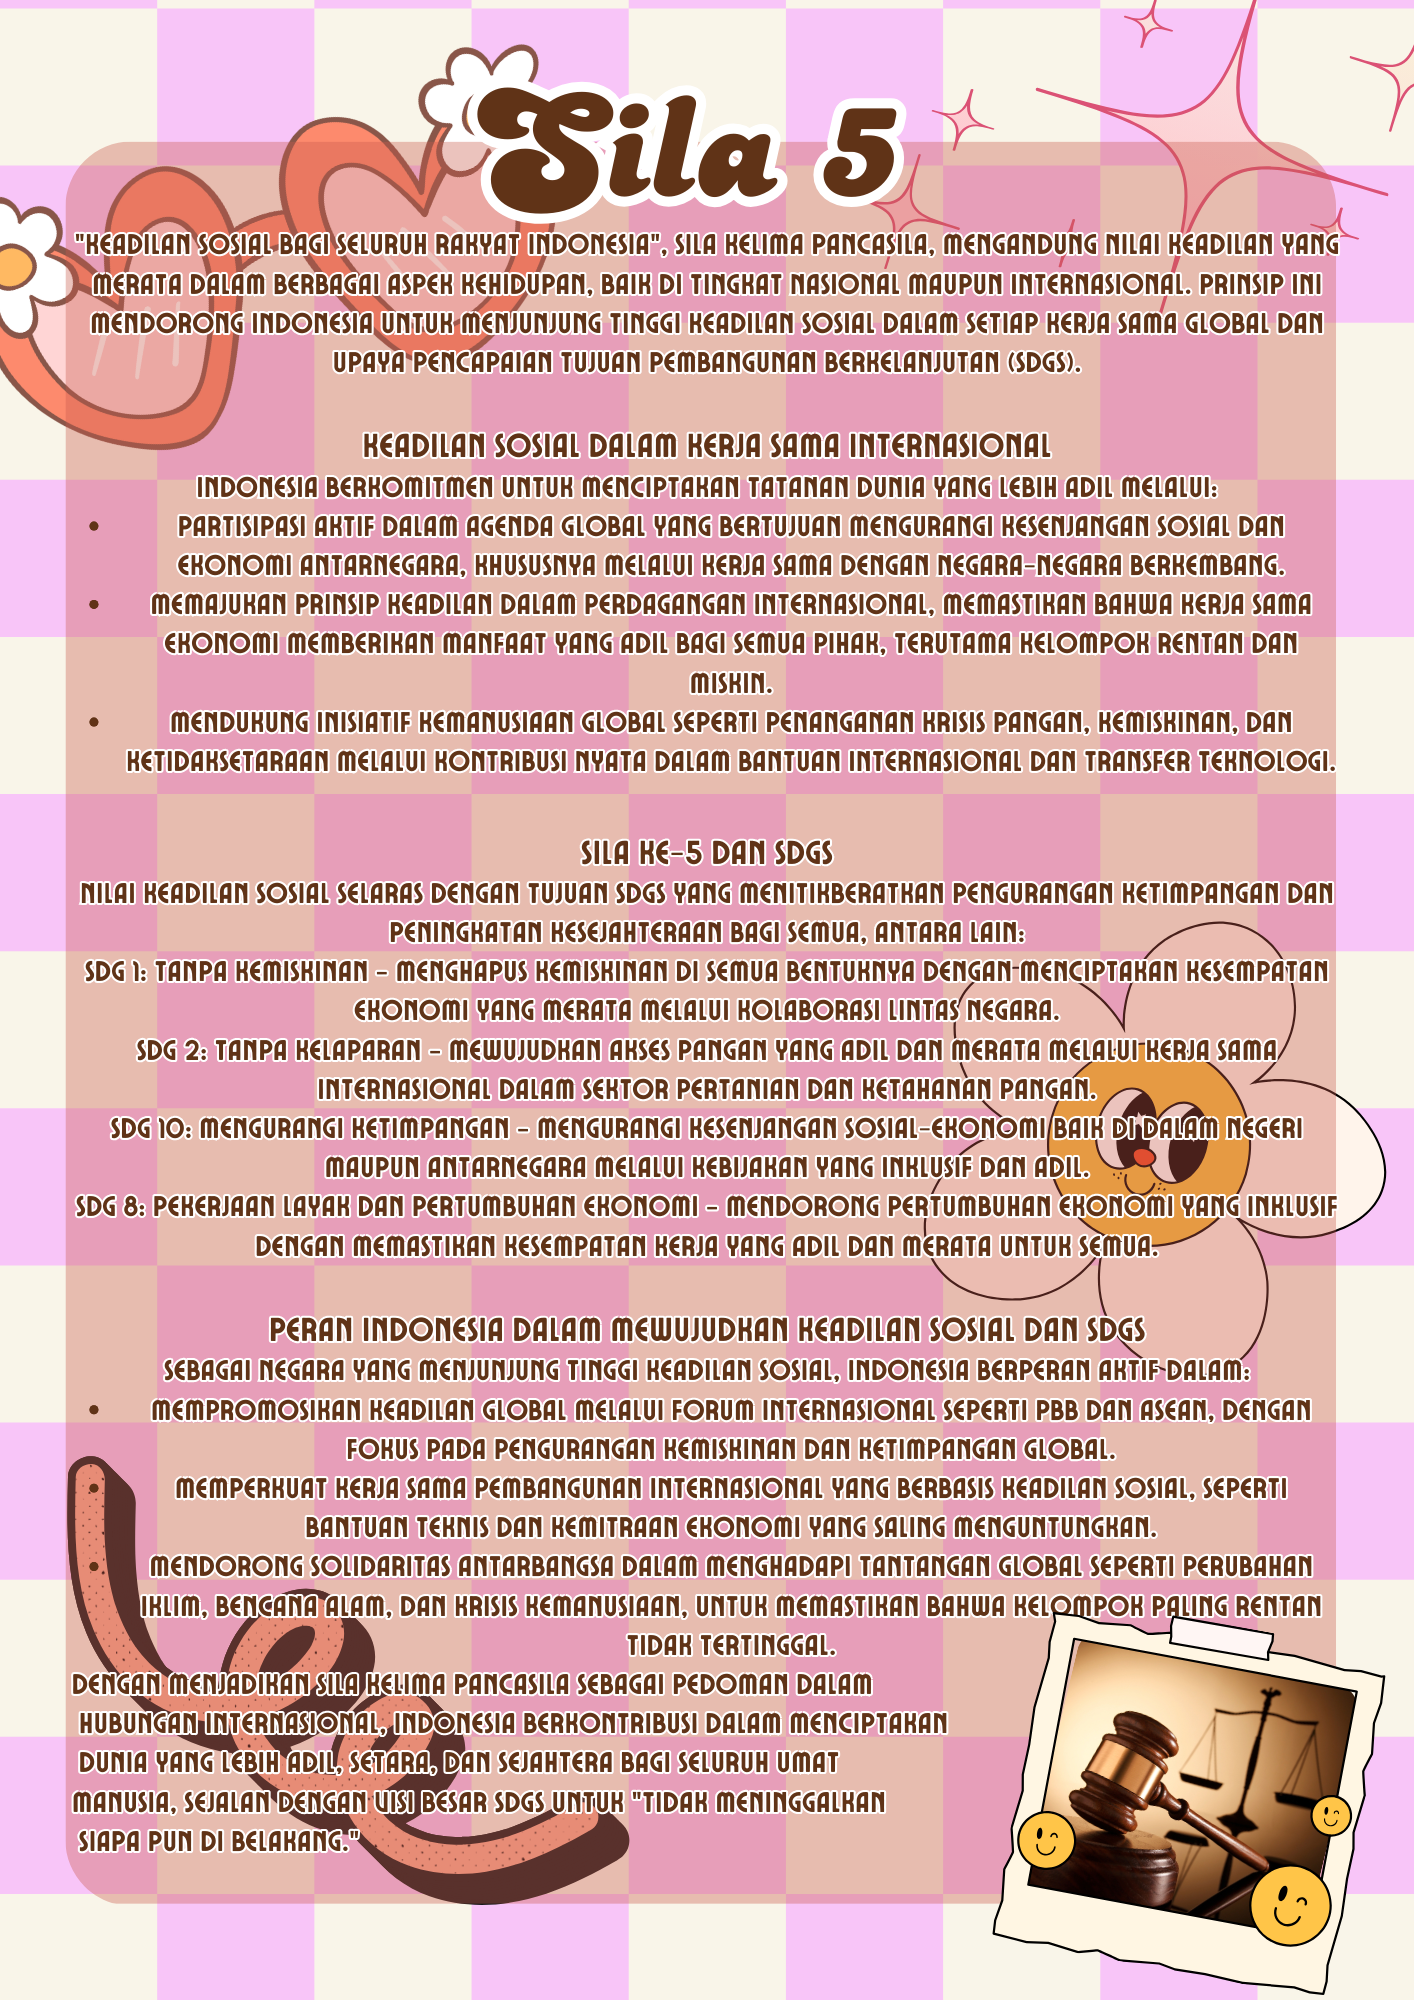 Sila 5
"KEADILAN SOSIAL BAGI SELURUH RAKYAT INDONESIA", SILA KELIMA PANCASILA, MENGANDUNG NILAI KEADILAN YANG
MERATA DALAM BERBAGAI ASPEK KEHIDUPAN, BAIK DI TINGKAT NASIONAL MAUPUN INTERNASIONAL. PRINSIP INI
MENDORONG INDONESIA UNTUK MENJUNJUNG TINGGI KEADILAN SOSIAL DALAM SETIAP KERJA SAMA GLOBAL DAN
UPAYA PENCAPAIAN TUJUAN PEMBANGUNAN BERKELANJUTAN (SDGS).
KEADILAN SOSIAL DALAM KERJA SAMA INTERNASIONAL
INDONESIA BERKOMITMEN UNTUK MENCIPTAKAN TATANAN DUNIA YANG LEBIH ADIL MELALUI:
• PARTISIPASI AKTIF DALAM AGENDA GLOBAL YANG BERTUJUAN MENGURANGI KESENJANGAN SOSIAL DAN
EKONOMI ANTARNEGARA, KHUSUSNYA MELALUI KERJA SAMA DENGAN NEGARA-NEGARA BERKEMBANG.
• MEMAJUKAN PRINSIP KEADILAN DALAM PERDAGANGAN INTERNASIONAL, MEMASTIKAN BAHWA KERJA SAMA
EKONOMI MEMBERIKAN MANFAAT YANG ADIL BAGI SEMUA PIHAK, TERUTAMA KELOMPOK RENTAN DAN
MISKIN.
• MENDUKUNG INISIATIF KEMANUSIAAN GLOBAL SEPERTI PENANGANAN KRISIS PANGAN, KEMISKINAN, DAN
KETIDAKSETARAAN MELALUI KONTRIBUSI NYATA DALAM BANTUAN INTERNASIONAL DAN TRANSFER TEKNOLOGI.
SILA KE-5 DAN SDGS
NILAI KEADILAN SOSIAL SELARAS DENGAN TUJUAN SDGS YANG MENITIKBERATKAN PENGURANGAN KETIMPANGAN DAN
PENINGKATAN KESEJAHTERAAN BAGI SEMUA, ANTARA LAIN:
SDG 1: TANPA KEMISKINAN - MENGHAPUS KEMISKINAN DI SEMUA BENTUKNYA DENGAN MENCIPTAKAN KESEMPATAN
EKONOMI YANG MERATA MELALUI KOLABORASI LINTAS NEGARA.
SDG 2: TANPA KELAPARAN - MEWUJUDKAN AKSES PANGAN YANG ADIL DAN MERATA MELALUI KERJA SAMA
INTERNASIONAL DALAM SEKTOR PERTANIAN DAN KETAHANAN PANGAN.
SDG 10: MENGURANGI KETIMPANGAN - MENGURANGI KESENJANGAN SOSIAL-EKONOMI BAIK DI DALAM NEGERI
MAUPUN ANTARNEGARA MELALUI KEBIJAKAN YANG INKLUSIF DAN ADIL.
SDG 8: PEKERJAAN LAYAK DAN PERTUMBUHAN EKONOMI - MENDORONG PERTUMBUHAN EKONOMI YANG INKLUSIF
DENGAN MEMASTIKAN KESEMPATAN KERJA YANG ADIL DAN MERATA UNTUK SEMUA.
PERAN INDONESIA DALAM MEWUJUDKAN KEADILAN SOSIAL DAN SDGS
SEBAGAI NEGARA YANG MENJUNJUNG TINGGI KEADILAN SOSIAL, INDONESIA BERPERAN AKTIF DALAM:
• MEMPROMOSIKAN KEADILAN GLOBAL MELALUI FORUM INTERNASIONAL SEPERTI PBB DAN ASEAN, DENGAN
FOKUS PADA PENGURANGAN KEMISKINAN DAN KETIMPANGAN GLOBAL.
• MEMPERKUAT KERJA SAMA PEMBANGUNAN INTERNASIONAL YANG BERBASIS KEADILAN SOSIAL, SEPERTI
BANTUAN TEKNIS DAN KEMITRAAN EKONOMI YANG SALING MENGUNTUNGKAN.
• MENDORONG SOLIDARITAS ANTARBANGSA DALAM MENGHADAPI TANTANGAN GLOBAL SEPERTI PERUBAHAN
IKLIM, BENCANA ALAM, DAN KRISIS KEMANUSIAAN, UNTUK MEMASTIKAN BAHWA KELOMPOK PALING RENTAN
TIDAK TERTINGGAL.
DENGAN MENJADIKAN SILA KELIMA PANCASILA SEBAGAI PEDOMAN DALAM
HUBUNGAN INTERNASIONAL, INDONESIA BERKONTRIBUSI DALAM MENCIPTAKAN
DUNIA YANG LEBIH ADIL, SETARA, DAN SEJAHTERA BAGI SELURUH UMAT
MANUSIA, SEJALAN DENGAN VISI BESAR SDGS UNTUK "TIDAK MENINGGALKAN
SIAPA PUN DI BELAKANG."